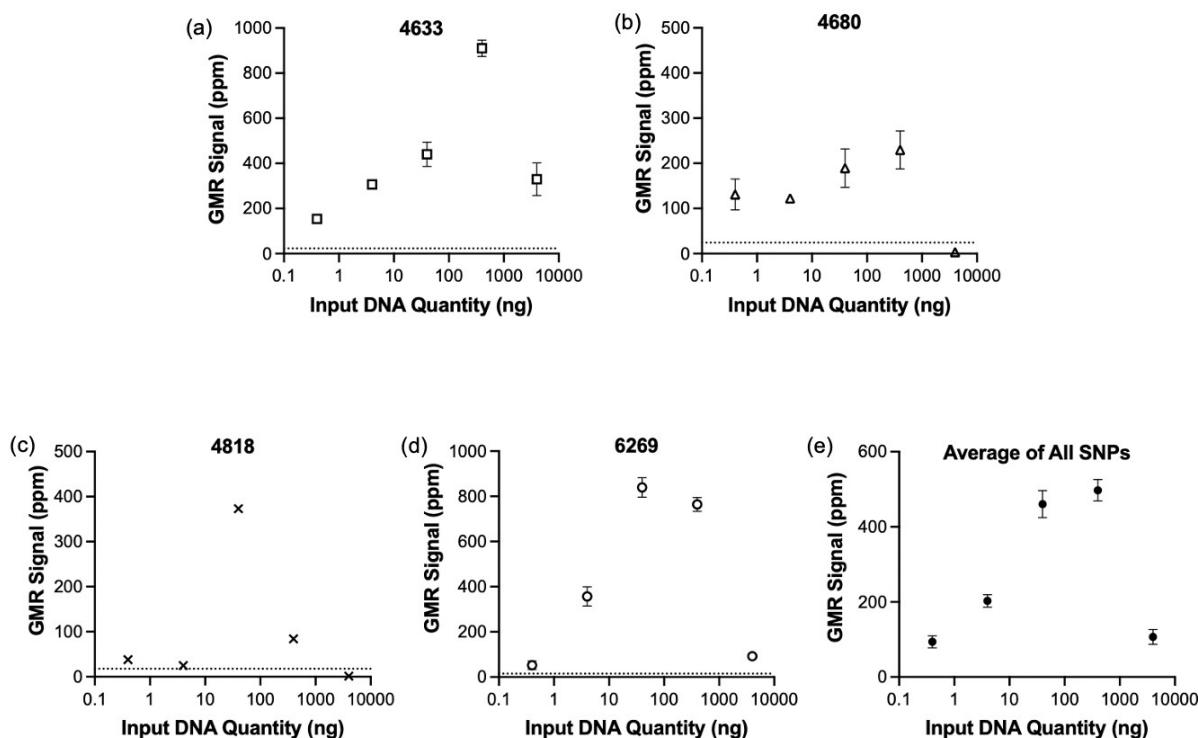 (a)
4633
GMR Signal (ppm)
1000
800
600
400
200
0
0.1 1 10 100 1000 10000
Input DNA Quantity (ng)
(b)
4680
GMR Signal (ppm)
500
400
300
200
100
0
0.1 1 10 100 1000 10000
Input DNA Quantity (ng)
(c)
4818
GMR Signal (ppm)
500
400
300
200
100
0
0.1 1 10 100 1000 10000
Input DNA Quantity (ng)
(d)
6269
GMR Signal (ppm)
1000
800
600
400
200
0
0.1 1 10 100 1000 10000
Input DNA Quantity (ng)
(e)
Average of All SNPs
GMR Signal (ppm)
600
400
200
0
0.1 1 10 100 1000 10000
Input DNA Quantity (ng)